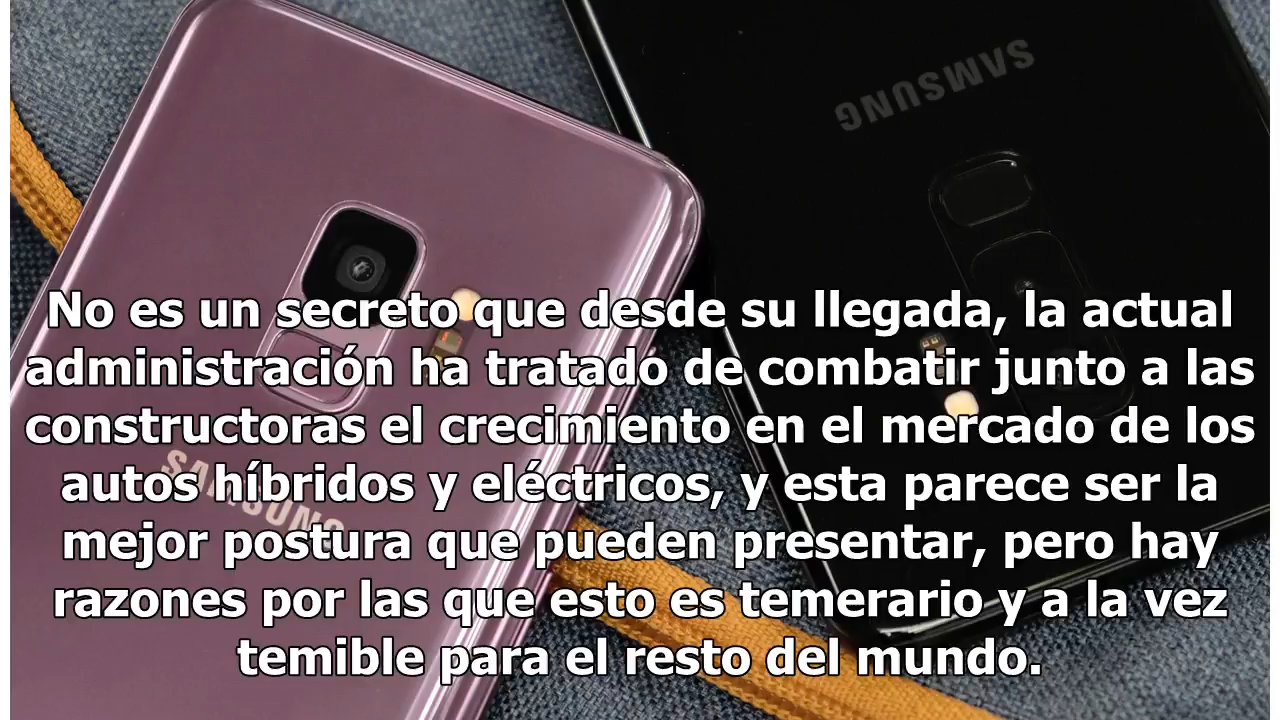 SAMSUNG
No es un secreto que desde su llegada, la actual
administración ha tratado de combatir junto a las
constructoras el crecimiento en el mercado de los
autos híbridos y eléctricos, y esta parece ser la
mejor postura que pueden presentar, pero hay
razones por las que esto es temerario y a la vez
temible para el resto del mundo.
SAMSUNG